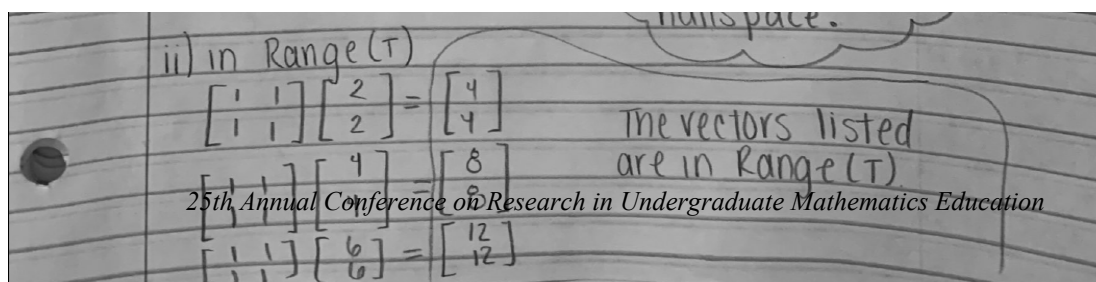 nullspace.
ii) in Range(T)
[1 1
1 1] [2
2] = [4
4]
The vectors listed
are in Range(T).
[1 1
1 1] [4
4] = [8
8]
25th Annual Conference on Research in Undergraduate Mathematics Education
[1 1
1 1] [6
6] = [12
12]